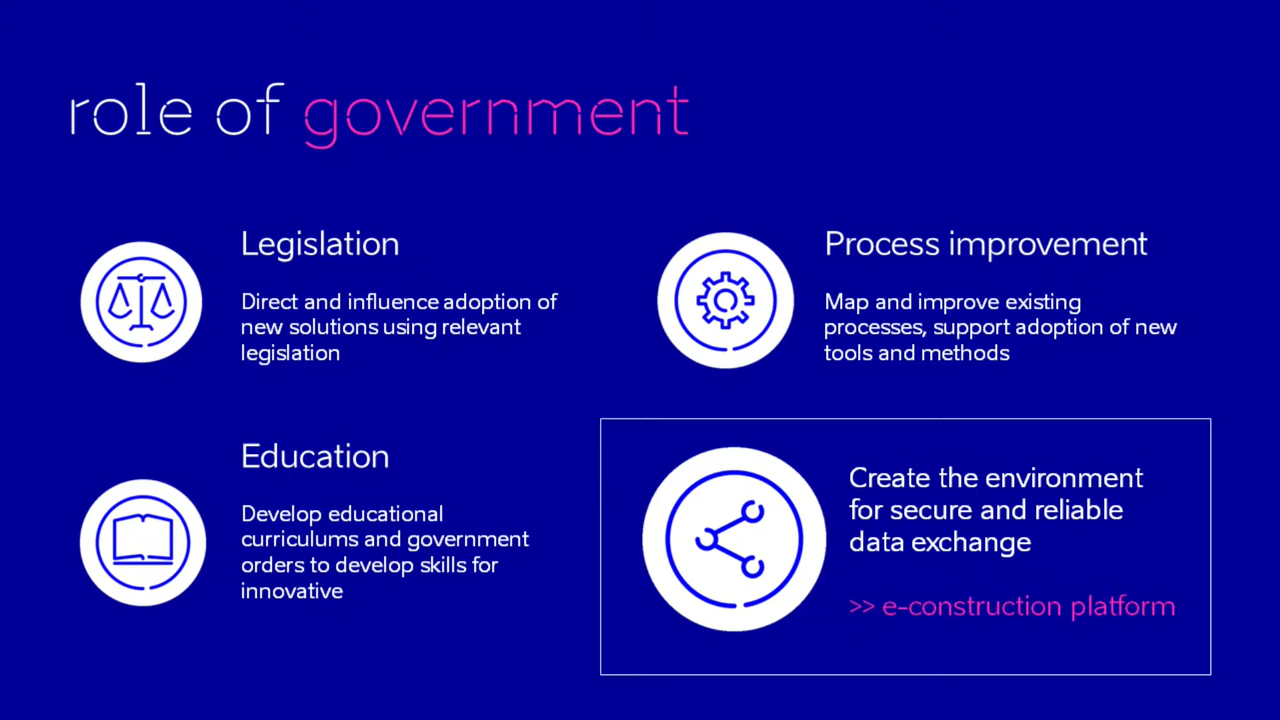 role of government
Legislation
Direct and influence adoption of
new solutions using relevant
legislation
Process improvement
Map and improve existing
processes, support adoption of new
tools and methods
Education
Develop educational
curriculums and government
orders to develop skills for
innovative
Create the environment
for secure and reliable
data exchange
>> e-construction platform